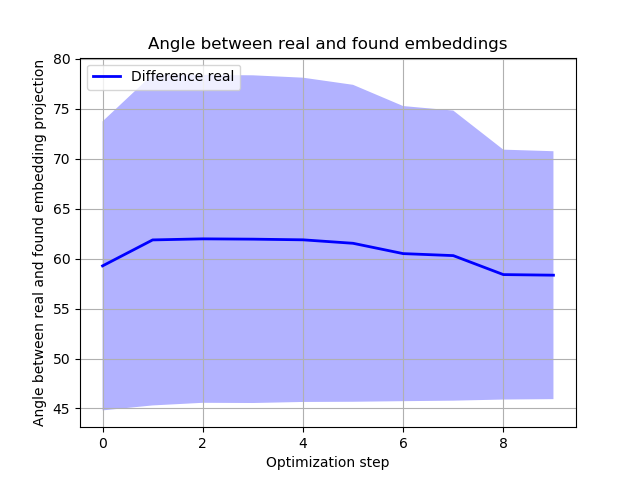 Angle between real and found embeddings
Difference real
Angle between real and found embedding projection
80
75
70
65
60
55
50
45
0 2 4 6 8
Optimization step